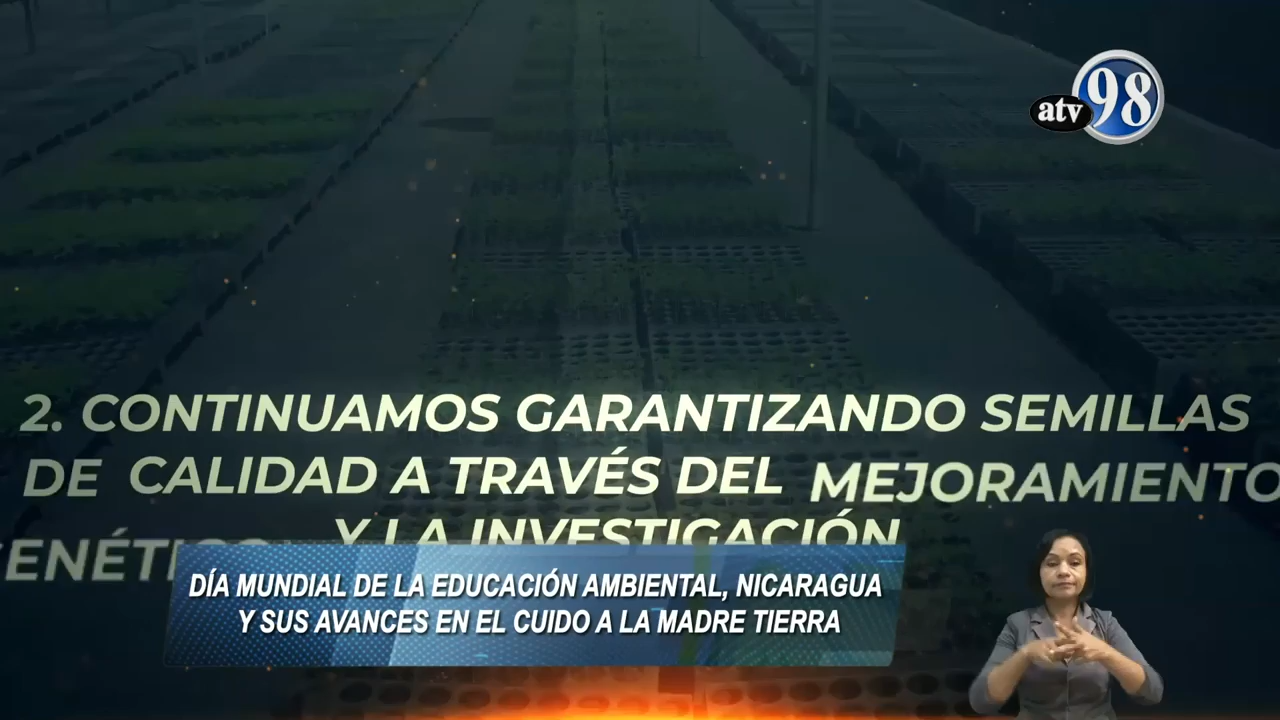 atv 98
2. CONTINUAMOS GARANTIZANDO SEMILLAS
DE CALIDAD A TRAVÉS DEL MEJORAMIENTO
Y LA INVESTIGACIÓN
DÍA MUNDIAL DE LA EDUCACIÓN AMBIENTAL, NICARAGUA
Y SUS AVANCES EN EL CUIDO A LA MADRE TIERRA